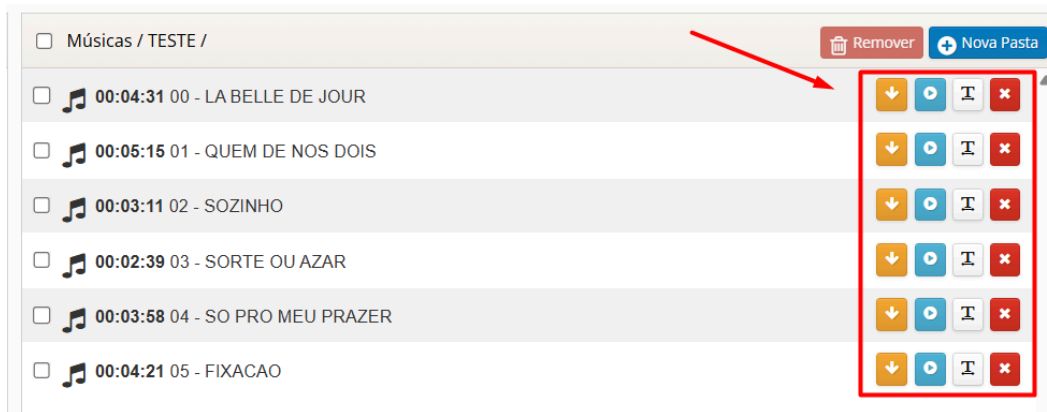 Músicas / TESTE / Remover Nova Pasta
00:04:31 00 - LA BELLE DE JOUR
00:05:15 01 - QUEM DE NOS DOIS
00:03:11 02 - SOZINHO
00:02:39 03 - SORTE OU AZAR
00:03:58 04 - SO PRO MEU PRAZER
00:04:21 05 - FIXACAO